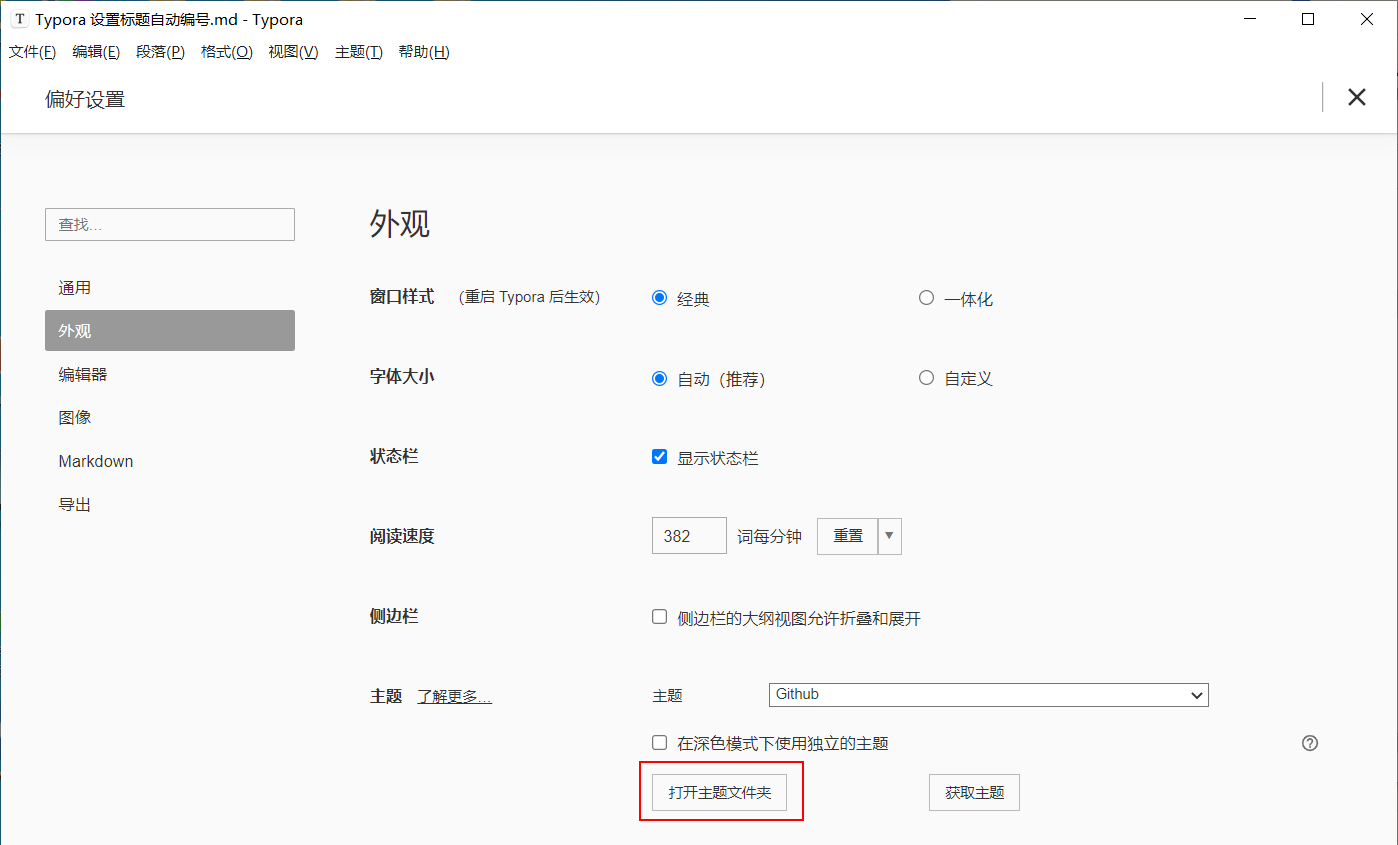 T Typora 设置标题自动编号.md - Typora
文件(F) 编辑(E) 段落(P) 格式(O) 视图(V) 主题(T) 帮助(H)
偏好设置
查找...
通用
外观
编辑器
图像
Markdown
导出
外观
窗口样式 (重启 Typora 后生效) 经典 一体化
字体大小 自动（推荐） 自定义
状态栏 显示状态栏
阅读速度 382 词每分钟 重置
侧边栏 侧边栏的大纲视图允许折叠和展开
主题 了解更多... 主题 Github
在深色模式下使用独立的主题
打开主题文件夹 获取主题